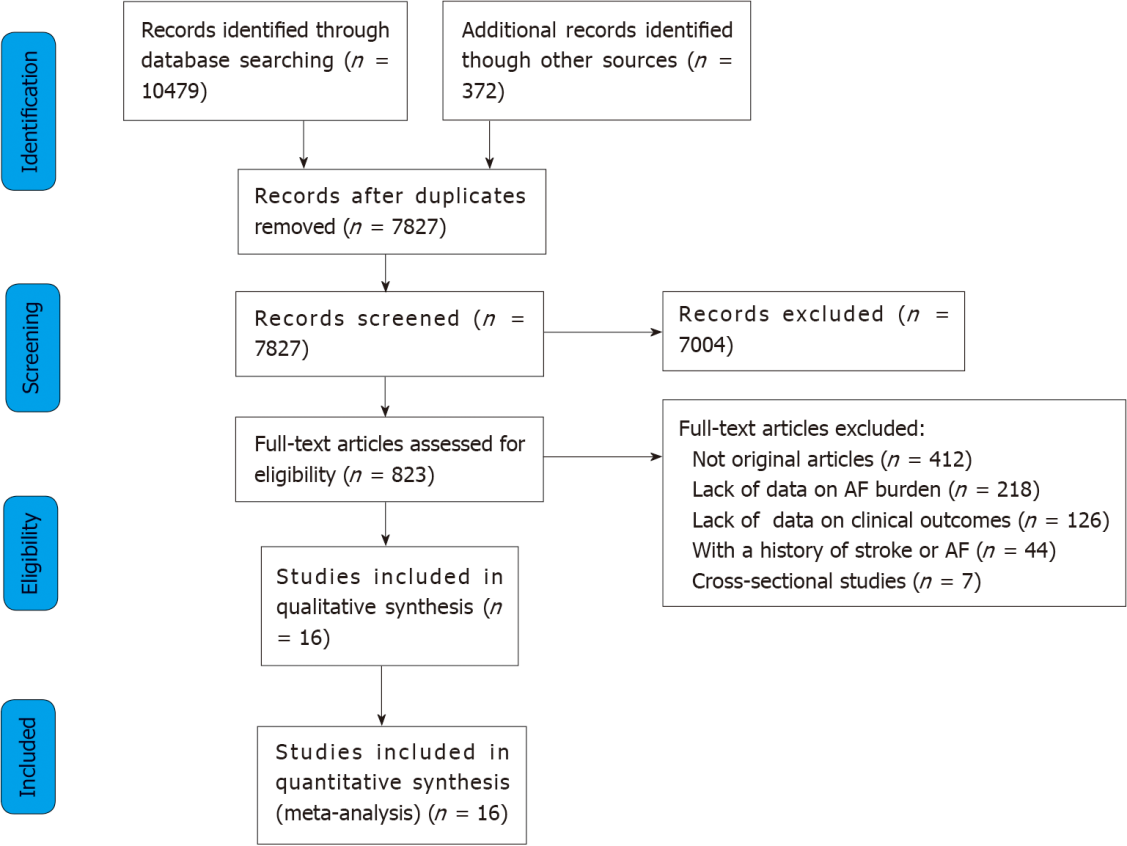 Identification
Records identified through
database searching (n =
10479)
Additional records identified
though other sources (n =
372)
Records after duplicates
removed (n = 7827)
Screening
Records screened (n =
7827)
Records excluded (n =
7004)
Full-text articles assessed for
eligibility (n = 823)
Full-text articles excluded:
Not original articles (n = 412)
Lack of data on AF burden (n = 218)
Lack of data on clinical outcomes (n = 126)
With a history of stroke or AF (n = 44)
Cross-sectional studies (n = 7)
Eligibility
Studies included in
qualitative synthesis (n
= 16)
Included
Studies included in
quantitative synthesis
(meta-analysis) (n = 16)